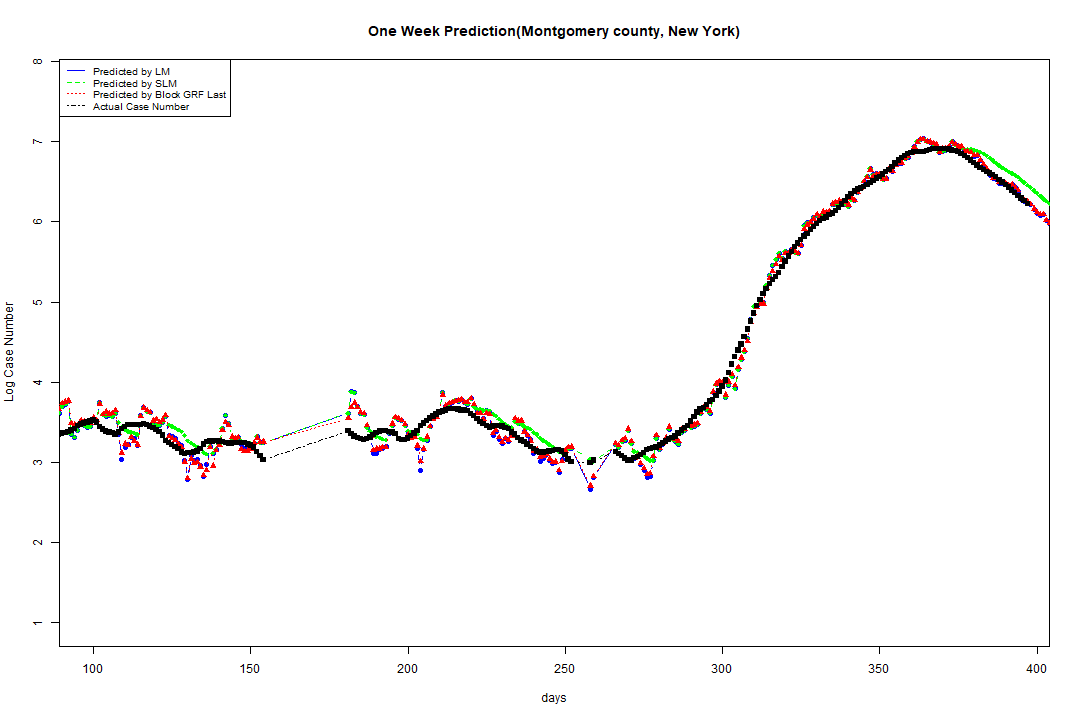 One Week Prediction(Montgomery county, New York)
Predicted by LM
Predicted by SLM
Predicted by Block GRF Last
Actual Case Number
8
7
6
5
4
3
2
1
Log Case Number
100 150 200 250 300 350 400
days